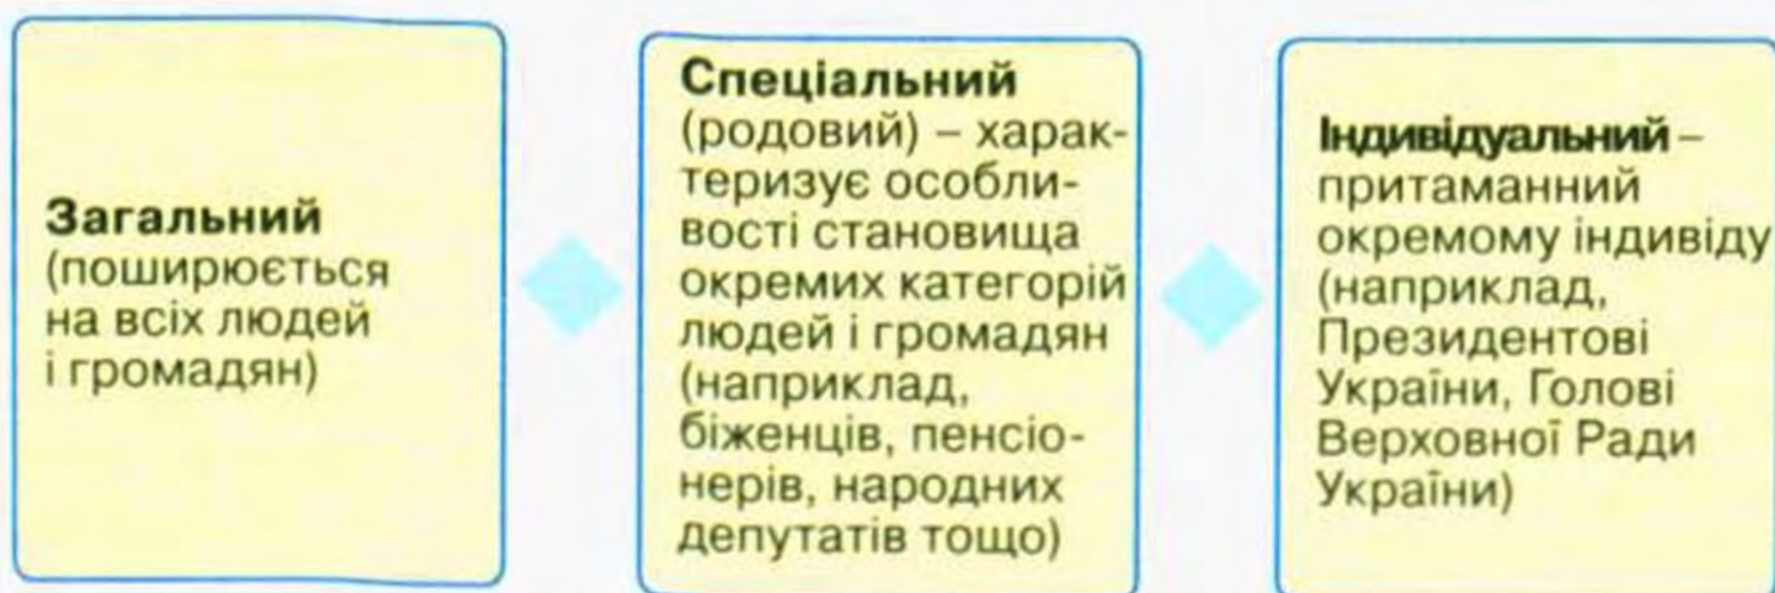 Загальний
(поширюється
на всіх людей
і громадян)
Спеціальний
(родовий) – харак-
теризує особли-
вості становища
окремих категорій
людей і громадян
(наприклад,
біженців, пенсіо-
нерів, народних
депутатів тощо)
Індивідуальний –
притаманний
окремому індивіду
(наприклад,
Президентові
України, Голові
Верховної Ради
України)